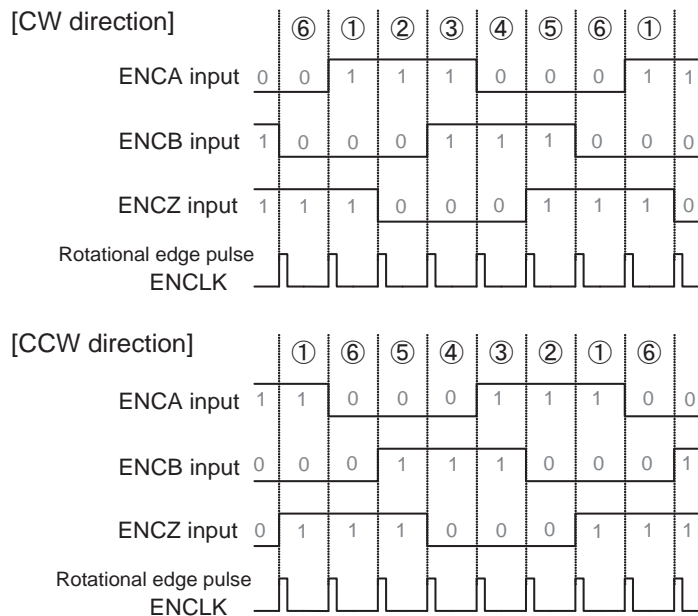 [CW direction]
⑥ ① ② ③ ④ ⑤ ⑥ ①
ENCA input 0 0 1 1 1 0 0 0 1 1
ENCB input 1 0 0 0 1 1 1 0 0 0
ENCZ input 1 1 1 0 0 0 1 1 1 0
Rotational edge pulse
ENCLK
[CCW direction]
① ⑥ ⑤ ④ ③ ② ① ⑥
ENCA input 1 1 0 0 0 1 1 1 0 0
ENCB input 0 0 0 1 1 1 0 0 0 1
ENCZ input 0 1 1 1 0 0 0 1 1 1
Rotational edge pulse
ENCLK